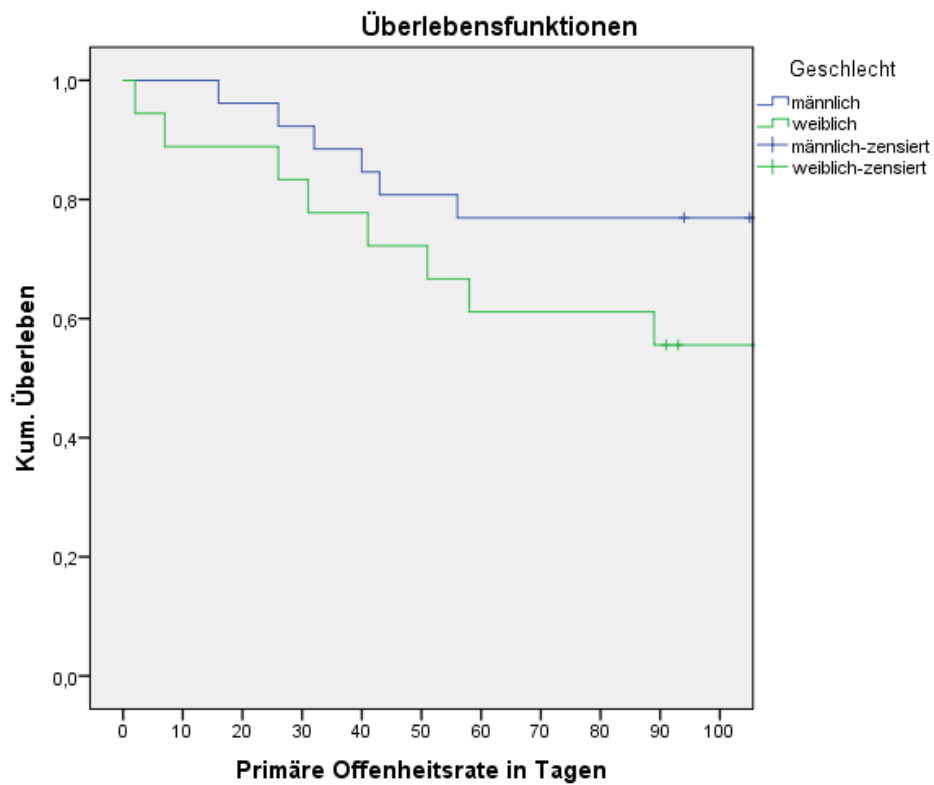 Überlebensfunktionen
Geschlecht
männlich
weiblich
männlich-zensiert
weiblich-zensiert
Kum. Überleben
1,0
0,8
0,6
0,4
0,2
0,0
0 10 20 30 40 50 60 70 80 90 100
Primäre Offenheitsrate in Tagen